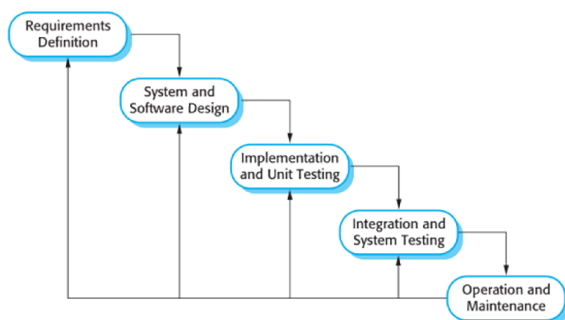 Requirements
Definition
System and
Software Design
Implementation
and Unit Testing
Integration and
System Testing
Operation and
Maintenance